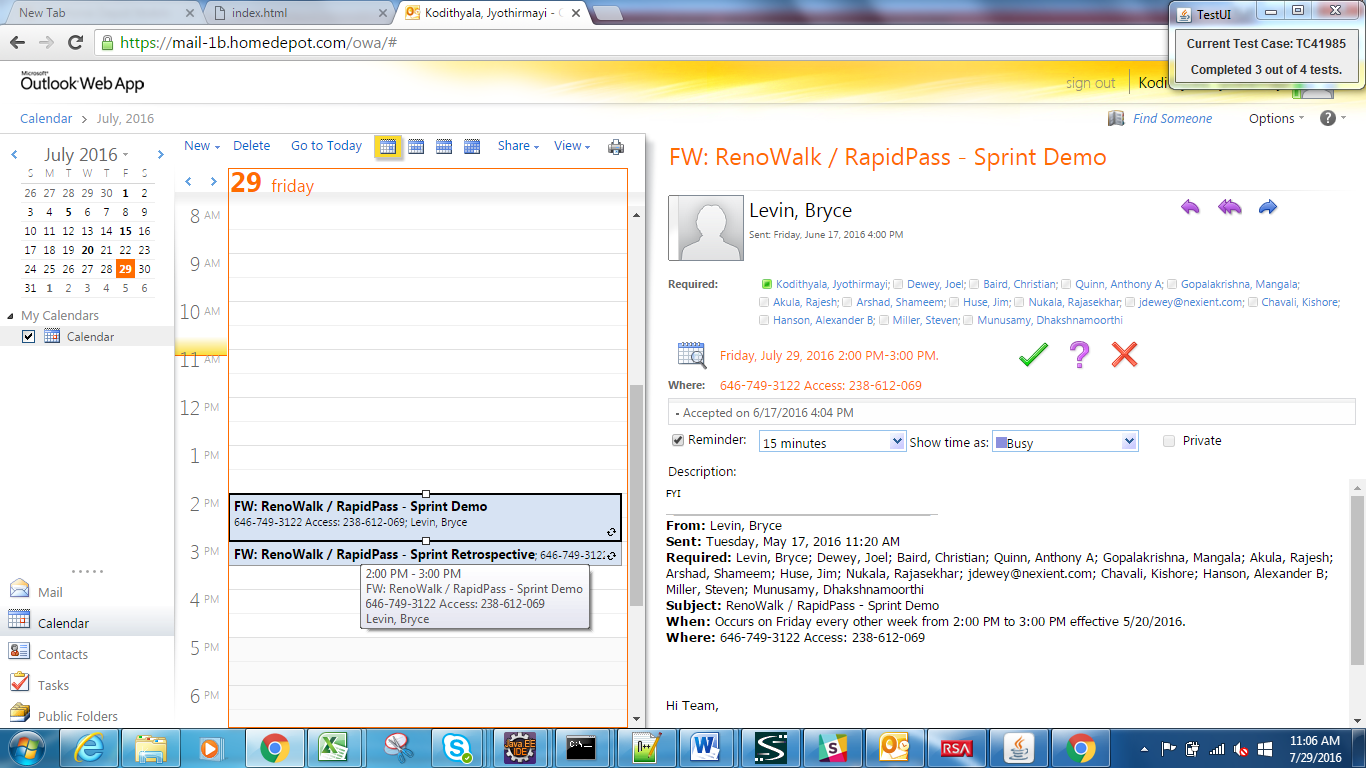 New Tab
index.html
Kodithyala, Jyothirmayi - O
TestUI
Current Test Case: TC41985
Completed 3 out of 4 tests.
https://mail-1b.homedepot.com/owa/#
Microsoft®
Outlook Web App
sign out
Calendar > July, 2016
Find Someone
Options
?
July 2016
S M T W T F S
26 27 28 29 30 1 2
3 4 5 6 7 8 9
10 11 12 13 14 15 16
17 18 19 20 21 22 23
24 25 26 27 28 29 30
31 1 2 3 4 5 6
My Calendars
Calendar
Mail
Calendar
Contacts
Tasks
Public Folders
New Delete Go to Today Share View
29 friday
8 AM
9 AM
10 AM
11 AM
12 PM
1 PM
2 PM
FW: RenoWalk / RapidPass - Sprint Demo
646-749-3122 Access: 238-612-069; Levin, Bryce
3 PM
FW: RenoWalk / RapidPass - Sprint Retrospective; 646-749-3122
2:00 PM - 3:00 PM
FW: RenoWalk / RapidPass - Sprint Demo
646-749-3122 Access: 238-612-069
Levin, Bryce
4 PM
5 PM
6 PM
FW: RenoWalk / RapidPass - Sprint Demo
Levin, Bryce
Sent: Friday, June 17, 2016 4:00 PM
Required: Kodithyala, Jyothirmayi; Dewey, Joel; Baird, Christian; Quinn, Anthony A; Gopalakrishna, Mangala;
Akula, Rajesh; Arshad, Shameem; Huse, Jim; Nukala, Rajasekhar; jdewey@nexient.com; Chavali, Kishore;
Hanson, Alexander B; Miller, Steven; Munusamy, Dhakshnamoorthi
Friday, July 29, 2016 2:00 PM-3:00 PM.
Where: 646-749-3122 Access: 238-612-069
- Accepted on 6/17/2016 4:04 PM
Reminder: 15 minutes Show time as: Busy Private
Description:
FYI
From: Levin, Bryce
Sent: Tuesday, May 17, 2016 11:20 AM
Required: Levin, Bryce; Dewey, Joel; Baird, Christian; Quinn, Anthony A; Gopalakrishna, Mangala; Akula, Rajesh;
Arshad, Shameem; Huse, Jim; Nukala, Rajasekhar; jdewey@nexient.com; Chavali, Kishore; Hanson, Alexander B;
Miller, Steven; Munusamy, Dhakshnamoorthi
Subject: RenoWalk / RapidPass - Sprint Demo
When: Occurs on Friday every other week from 2:00 PM to 3:00 PM effective 5/20/2016.
Where: 646-749-3122 Access: 238-612-069
Hi Team,
Java EE
IDE
C:\
RSA
11:06 AM
7/29/2016